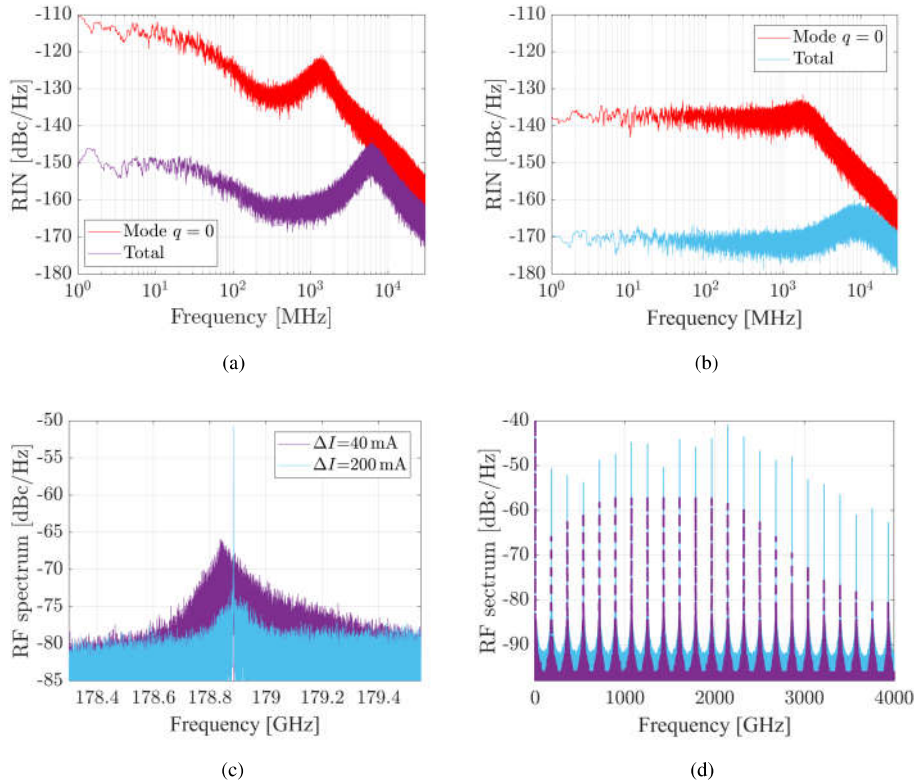 -110
-120
-130
-140
-150
-160
-170
-180
RIN [dBc/Hz]
Mode q = 0
Total
10^0 10^1 10^2 10^3 10^4
Frequency [MHz]
(a)
-110
-120
-130
-140
-150
-160
-170
-180
RIN [dBc/Hz]
Mode q = 0
Total
10^0 10^1 10^2 10^3 10^4
Frequency [MHz]
(b)
-50
-55
-60
-65
-70
-75
-80
-85
RF spectrum [dBc/Hz]
ΔI=40 mA
ΔI=200 mA
178.4 178.6 178.8 179 179.2 179.4
Frequency [GHz]
(c)
-40
-50
-60
-70
-80
-90
RF sectrum [dBc/Hz]
0 1000 2000 3000 4000
Frequency [GHz]
(d)